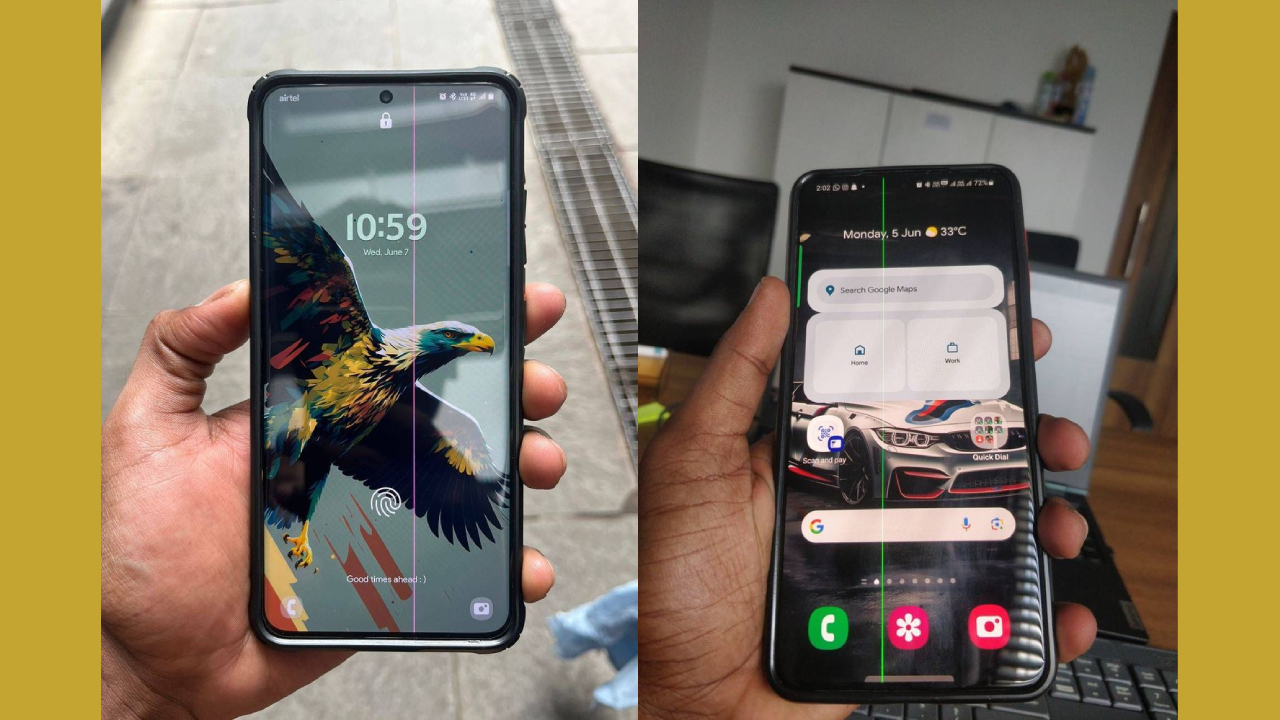 airtel
10:59
Wed, June 7
Good times ahead :)
2:02
72%
Monday, 5 Jun 33°C
Search Google Maps
Home
Work
Scan and pay
Quick Dial
G